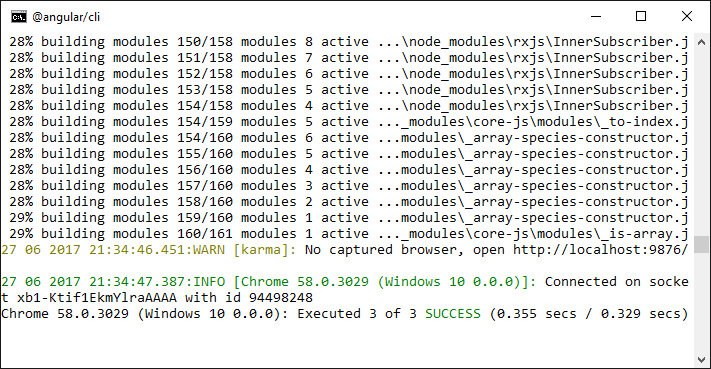 @angular/cli
28% building modules 150/158 modules 8 active ...\node_modules\rxjs\InnerSubscriber.j
28% building modules 151/158 modules 7 active ...\node_modules\rxjs\InnerSubscriber.j
28% building modules 152/158 modules 6 active ...\node_modules\rxjs\InnerSubscriber.j
28% building modules 153/158 modules 5 active ...\node_modules\rxjs\InnerSubscriber.j
28% building modules 154/158 modules 4 active ...\node_modules\rxjs\InnerSubscriber.j
28% building modules 154/159 modules 5 active ..._modules\core-js\modules\_to-index.j
28% building modules 154/160 modules 6 active ...modules\_array-species-constructor.j
28% building modules 155/160 modules 5 active ...modules\_array-species-constructor.j
28% building modules 156/160 modules 4 active ...modules\_array-species-constructor.j
28% building modules 157/160 modules 3 active ...modules\_array-species-constructor.j
28% building modules 158/160 modules 2 active ...modules\_array-species-constructor.j
29% building modules 159/160 modules 1 active ...modules\_array-species-constructor.j
29% building modules 160/161 modules 1 active ..._modules\core-js\modules\_is-array.j
27 06 2017 21:34:46.451:WARN [karma]: No captured browser, open http://localhost:9876/
27 06 2017 21:34:47.387:INFO [Chrome 58.0.3029 (Windows 10 0.0.0)]: Connected on socke
t xb1-Ktif1EkmYlraAAAA with id 94498248
Chrome 58.0.3029 (Windows 10 0.0.0): Executed 3 of 3 SUCCESS (0.355 secs / 0.329 secs)